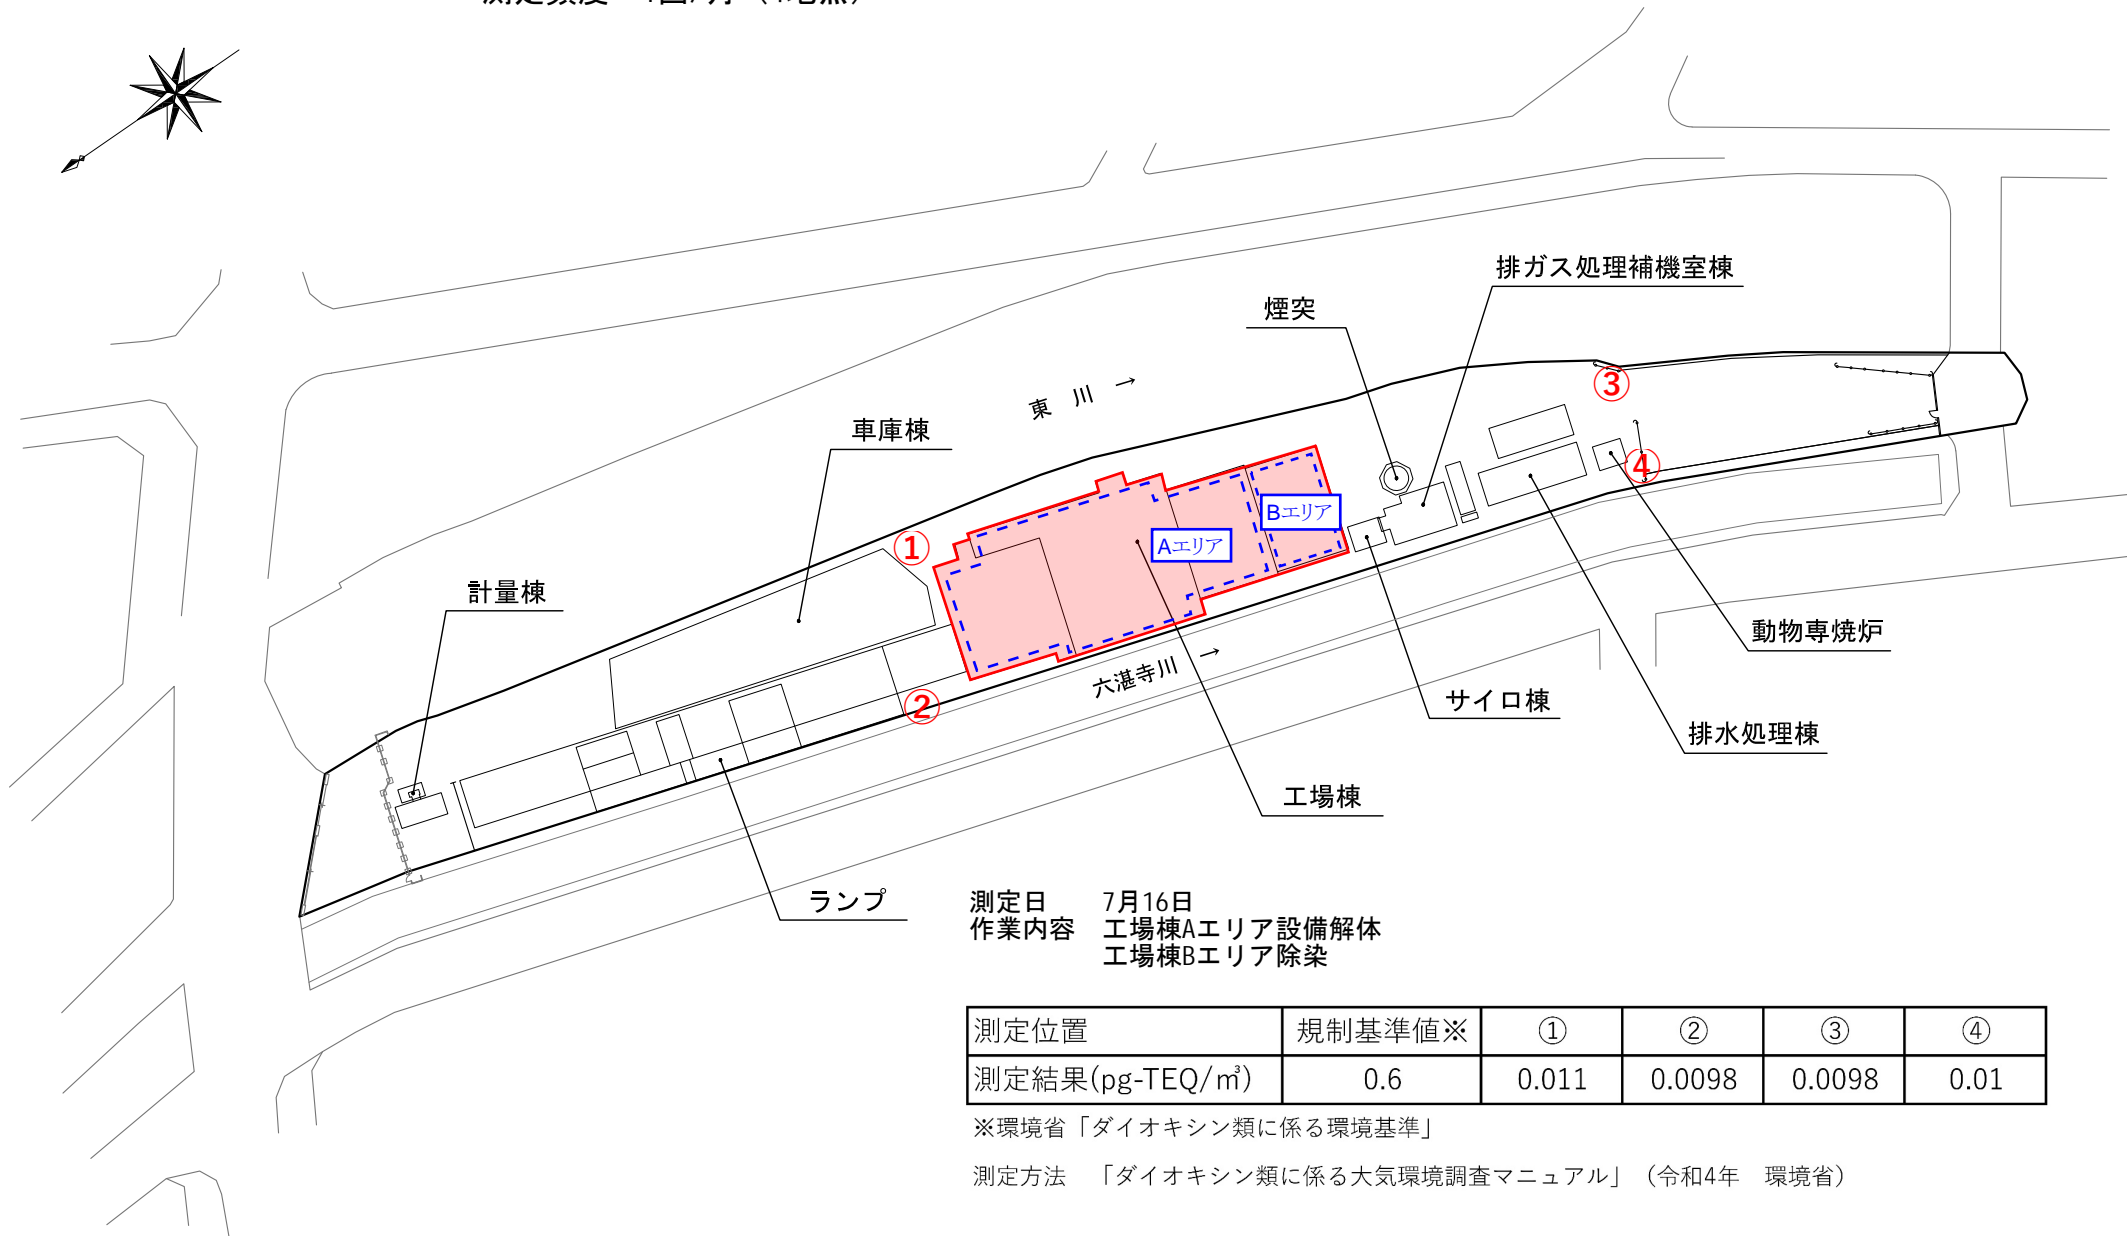 排ガス処理補機室棟
煙突
東 川 →
車庫棟
計量棟
①
②
③
④
Aエリア
Bエリア
六湛寺川 →
動物専焼炉
サイロ棟
排水処理棟
工場棟
ランプ
測定日 7月16日
作業内容 工場棟Aエリア設備解体
工場棟Bエリア除染
測定位置 規制基準値※ ① ② ③ ④
測定結果(pg-TEQ/㎥) 0.6 0.011 0.0098 0.0098 0.01
※環境省「ダイオキシン類に係る環境基準」
測定方法 「ダイオキシン類に係る大気環境調査マニュアル」（令和4年 環境省）